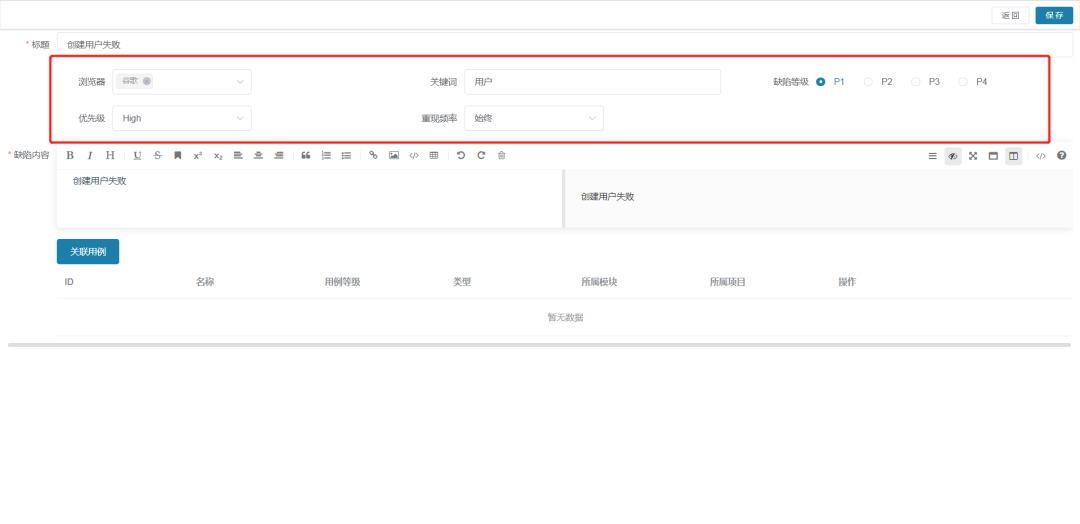 返回 保存
* 标题 创建用户失败
浏览器 谷歌 关键词 用户 缺陷等级 P1 P2 P3 P4
优先级 High 重现频率 始终
* 缺陷内容 B I H U S x² x₂
创建用户失败 创建用户失败
关联用例
ID 名称 用例等级 类型 所属模块 所属项目 操作
暂无数据